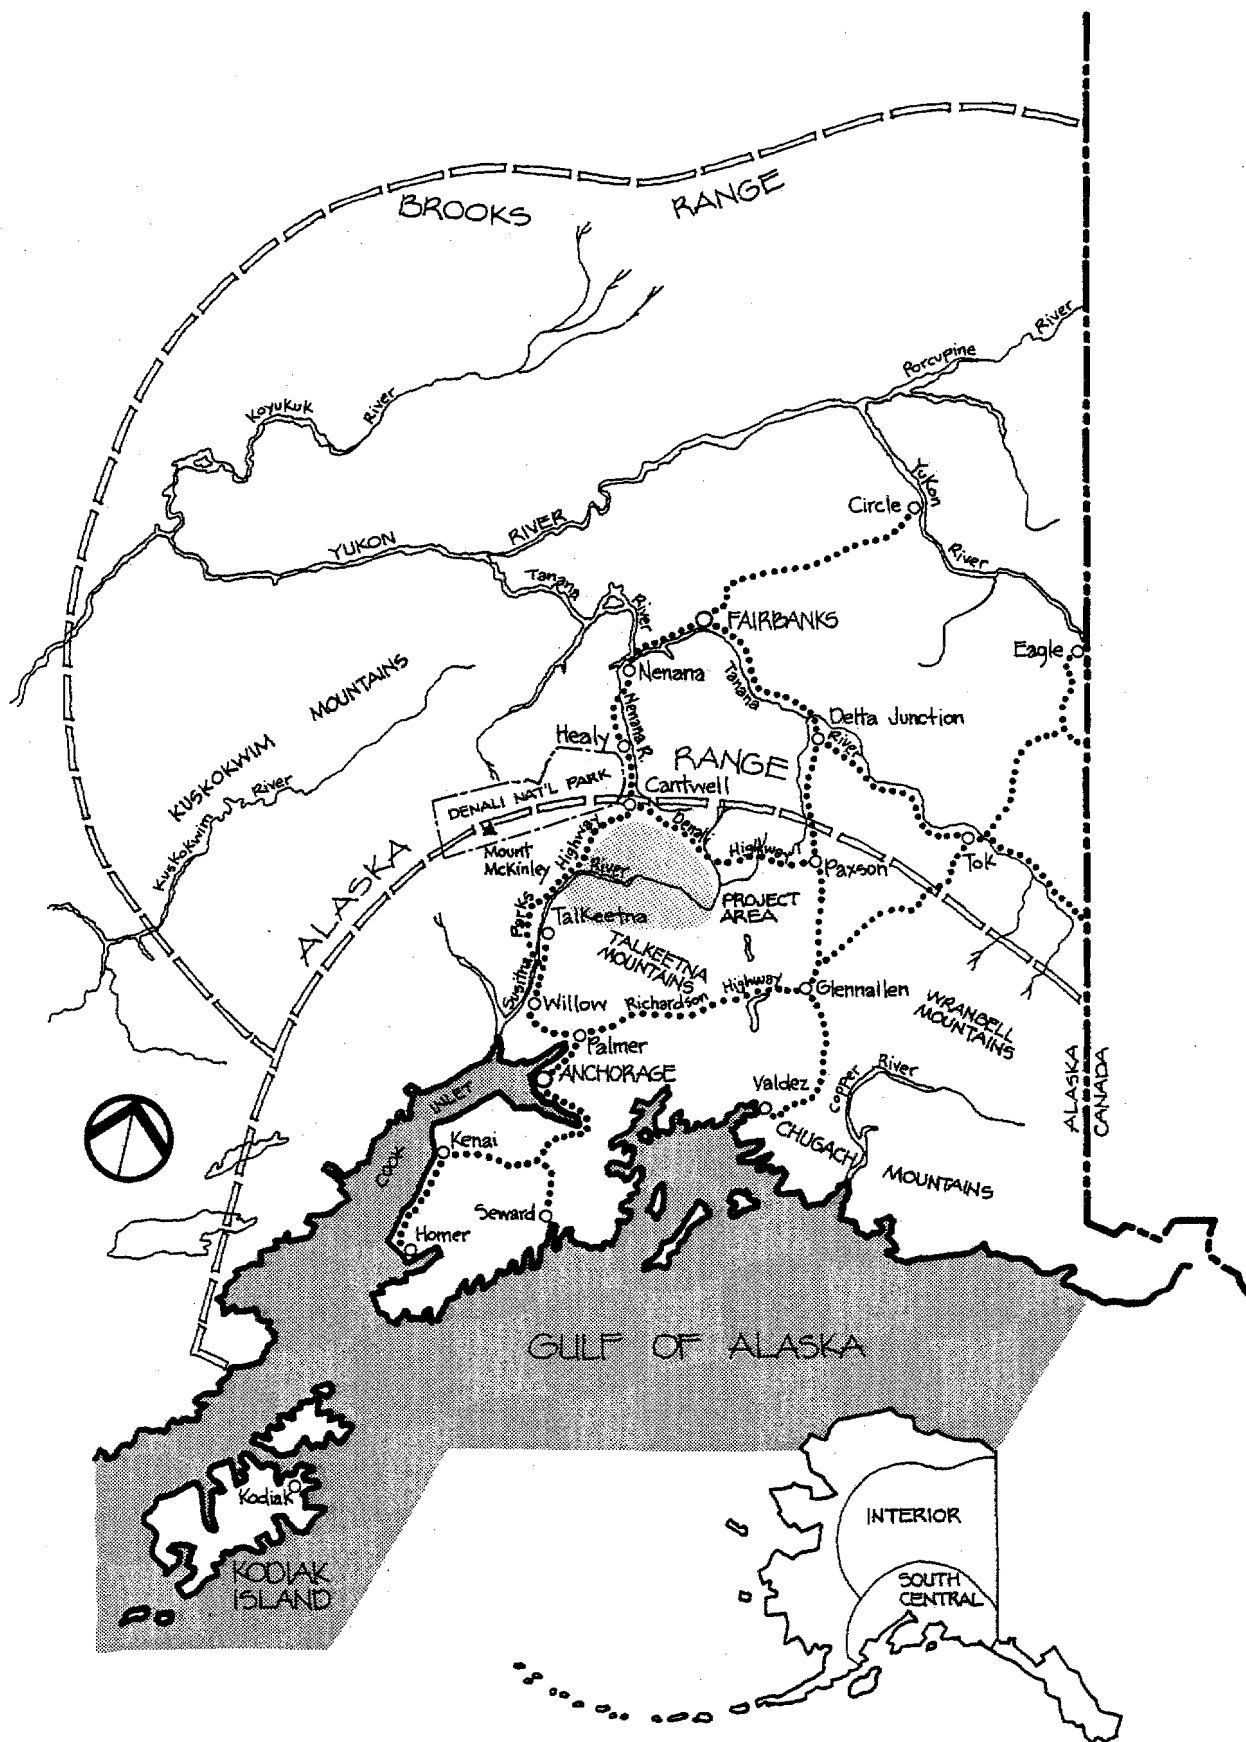 BROOKS RANGE
Porcupine River
Koyukuk River
Yukon River
Circle
YUKON RIVER
Tanana River
FAIRBANKS
Eagle
Nenana
Tanana River
MOUNTAINS
Nenana R.
Delta Junction
Healy
RANGE
KUSKOKWIM
River
Kuskokwim
DENALI NAT'L PARK
Cantwell
Denali
Highway
Mount
McKinley
Highway
River
Paxson
Tok
ALASKA
PROJECT
AREA
Parks
Talkeetna
TALKEETNA
MOUNTAINS
Susitna
Willow
Richardson Highway
Glennallen
WRANGELL
MOUNTAINS
Palmer
ANCHORAGE
INLET
COOK
Valdez
Copper River
ALASKA
CANADA
Kenai
CHUGACH
MOUNTAINS
Seward
Homer
GULF OF ALASKA
Kodiak
KODIAK
ISLAND
INTERIOR
SOUTH
CENTRAL